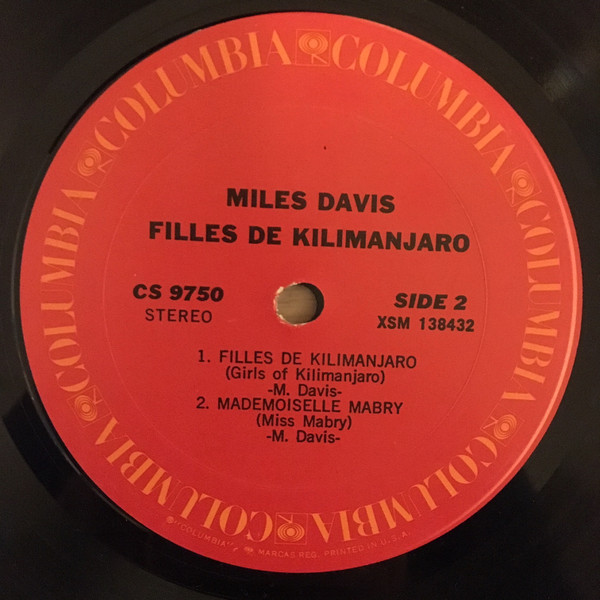 COLUMBIA COLUMBIA COLUMBIA COLUMBIA COLUMBIA COLUMBIA
MILES DAVIS
FILLES DE KILIMANJARO
CS 9750
STEREO
SIDE 2
XSM 138432
1. FILLES DE KILIMANJARO
(Girls of Kilimanjaro)
-M. Davis-
2. MADEMOISELLE MABRY
(Miss Mabry)
-M. Davis-
"COLUMBIA" MARCAS REG. PRINTED IN U.S.A.